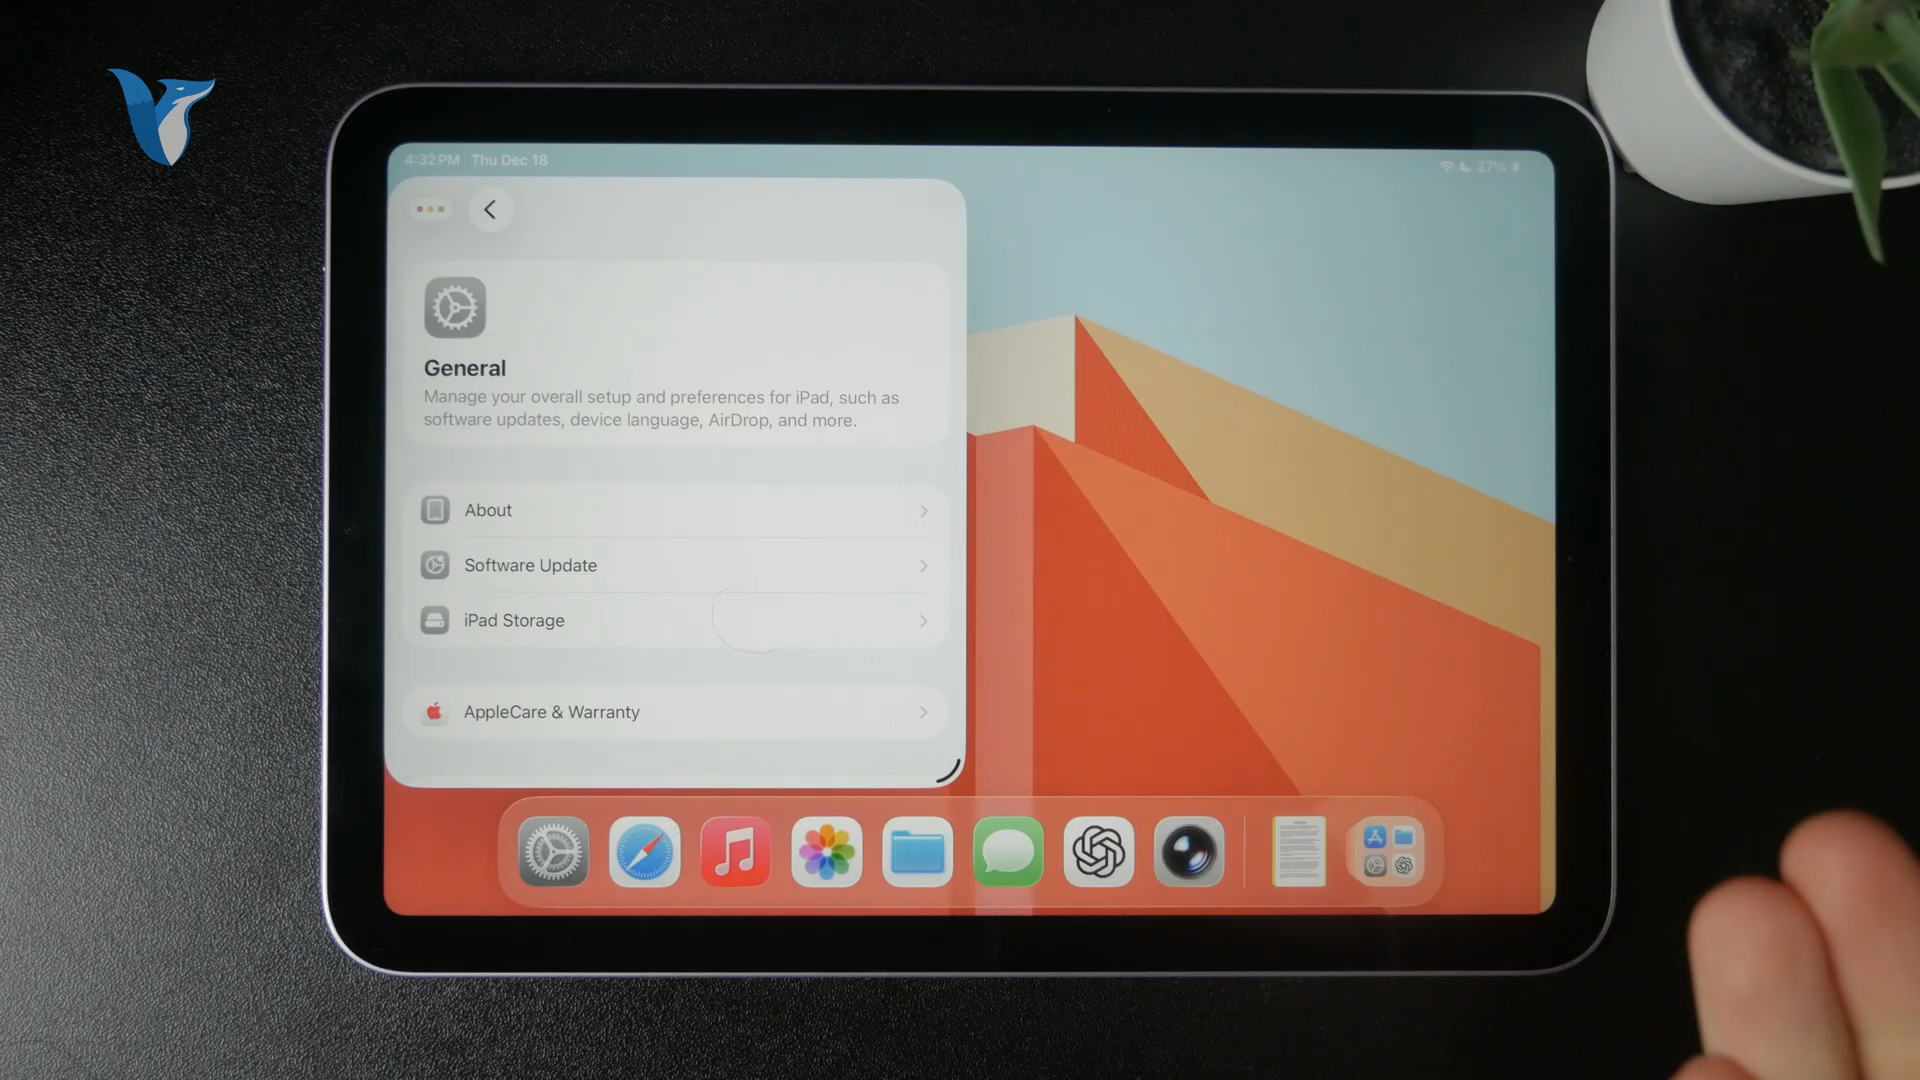 4:32 PM Thu Dec 18
27%
General
Manage your overall setup and preferences for iPad, such as
software updates, device language, AirDrop, and more.
About
Software Update
iPad Storage
AppleCare & Warranty